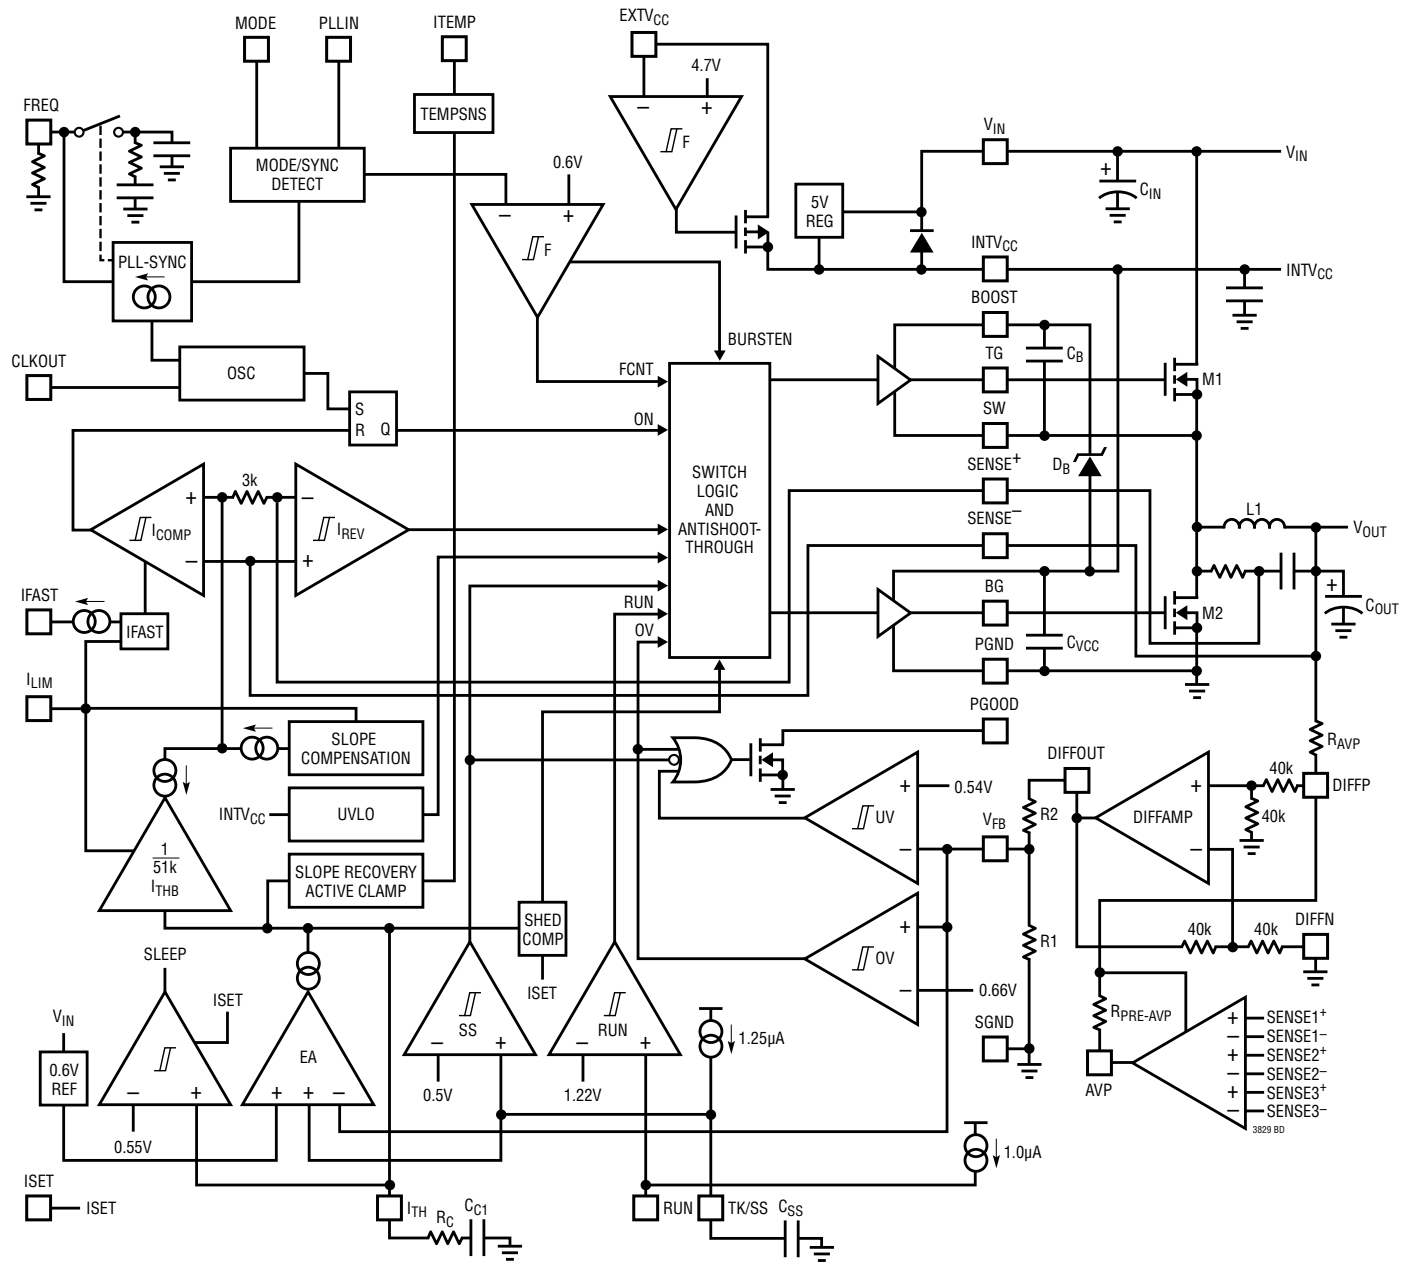 MODE PLLIN ITEMP EXTVCC
4.7V
FREQ
TEMPSNS
F
VIN
VIN
MODE/SYNC
DETECT
0.6V
5V
REG
CIN
F
PLL-SYNC
INTVCC
INTVCC
BOOST
BURSTEN
CLKOUT
OSC
FCNT
TG
CB
M1
S
R Q
ON
SW
SENSE+
DB
3k
SWITCH
LOGIC
AND
ANTISHOOT-
THROUGH
SENSE–
L1
VOUT
ICOMP
IREV
IFAST
IFAST
RUN
BG
M2
COUT
OV
PGND
CVCC
ILIM
PGOOD
SLOPE
COMPENSATION
RAVP
DIFFOUT
40k
DIFFP
0.54V
INTVCC
UVLO
UV
VFB
R2
DIFFAMP
40k
1
51k
ITHB
SLOPE RECOVERY
ACTIVE CLAMP
SHED
COMP
DIFFN
R1
40k 40k
SLEEP
OV
ISET
ISET
0.66V
VIN
SS
RUN
1.25µA
SGND
RPRE-AVP
SENSE1+
SENSE1–
SENSE2+
SENSE2–
SENSE3+
SENSE3–
0.6V
REF
EA
AVP
0.5V
1.22V
3829 BD
0.55V
1.0µA
ISET
ISET
ITH
RC
CC1
RUN
TK/SS
CSS